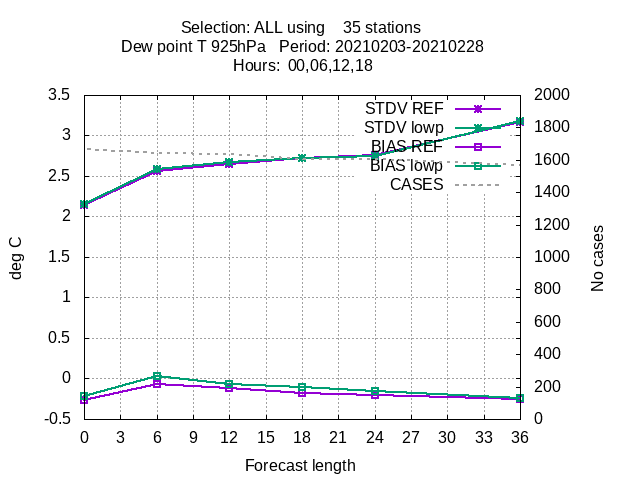 Selection: ALL using    35 stations
Dew point T 925hPa   Period: 20210203-20210228
Hours:  00,06,12,18
3.5
3
2.5
2
1.5
1
0.5
0
-0.5
deg C
STDV REF
STDV lowp
BIAS REF
BIAS lowp
CASES
2000
1800
1600
1400
1200
1000
800
600
400
200
0
No cases
0 3 6 9 12 15 18 21 24 27 30 33 36
Forecast length